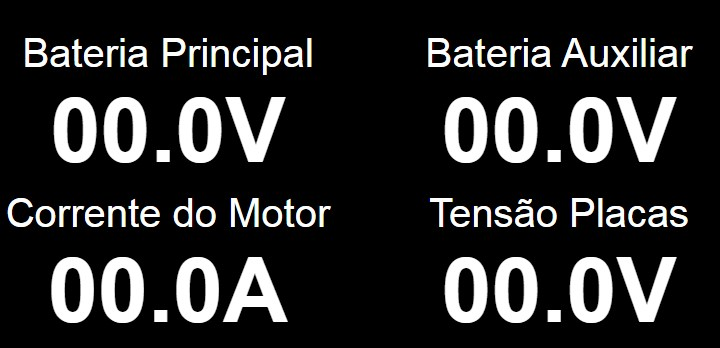 Bateria Principal
Bateria Auxiliar
00.0V
00.0V
Corrente do Motor
Tensão Placas
00.0A
00.0V